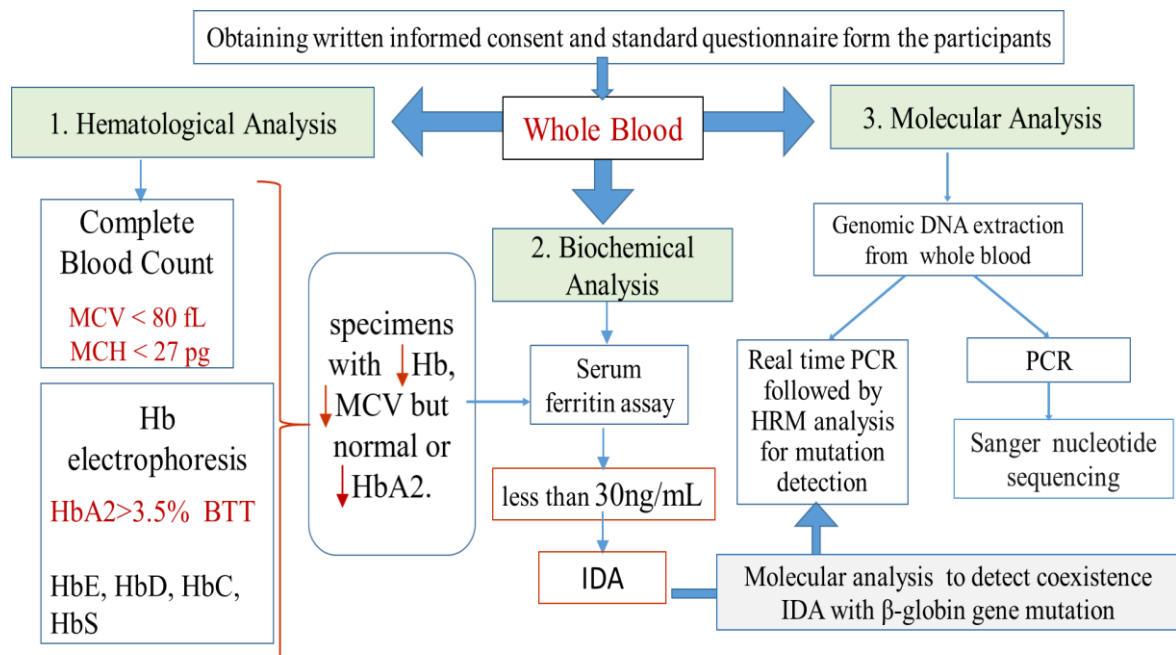 Obtaining written informed consent and standard questionnaire form the participants
1. Hematological Analysis
Whole Blood
3. Molecular Analysis
Complete
Blood Count
MCV < 80 fL
MCH < 27 pg
Hb
electrophoresis
HbA2>3.5% BTT
HbE, HbD, HbC,
HbS
specimens
with ↓Hb,
↓MCV but
normal or
↓HbA2.
2. Biochemical
Analysis
Serum
ferritin assay
less than 30ng/mL
IDA
Genomic DNA extraction
from whole blood
Real time PCR
followed by
HRM analysis
for mutation
detection
PCR
Sanger nucleotide
sequencing
Molecular analysis to detect coexistence
IDA with β-globin gene mutation